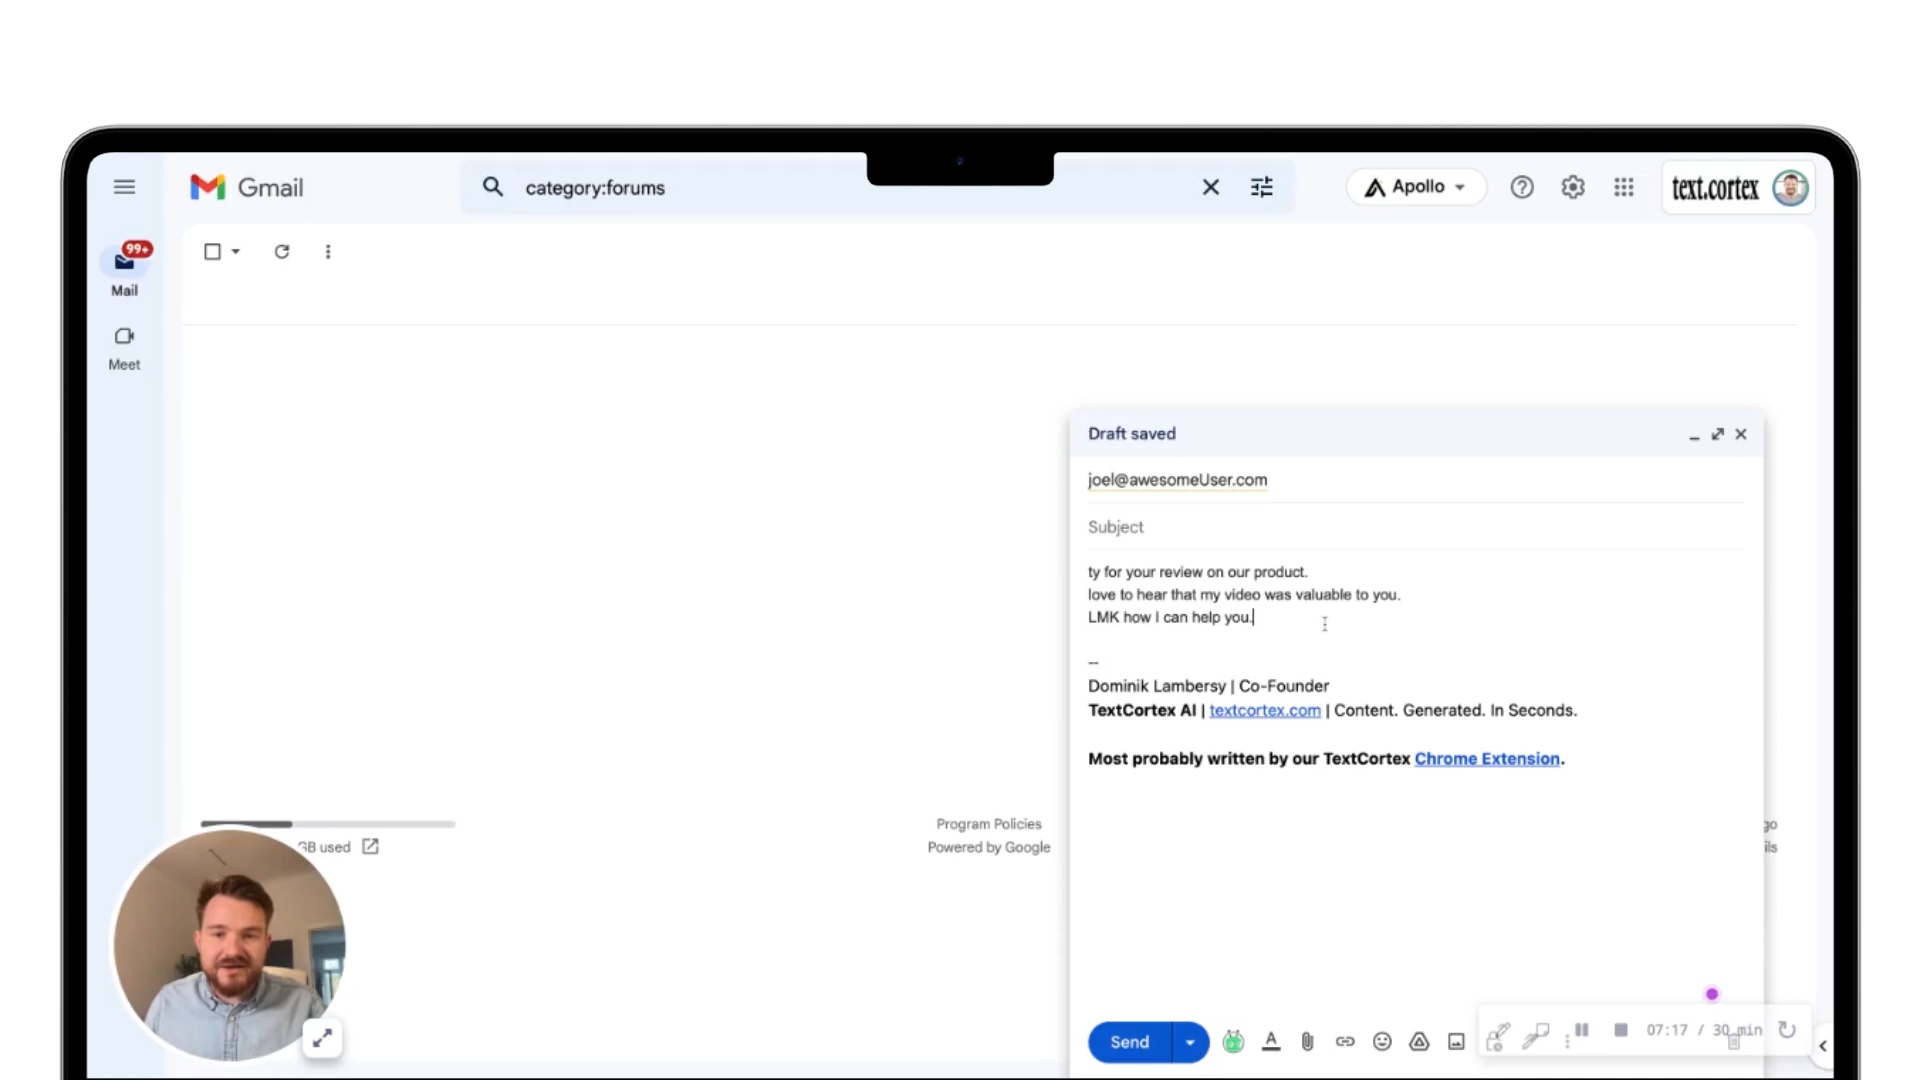 Gmail
category:forums
Apollo
text.cortex
99+
Mail
Meet
Draft saved
joel@awesomeUser.com
Subject
ty for your review on our product.
love to hear that my video was valuable to you.
LMK how I can help you.
--
Dominik Lambersy | Co-Founder
TextCortex AI | textcortex.com | Content. Generated. In Seconds.
Most probably written by our TextCortex Chrome Extension.
GB used
Program Policies
Powered by Google
Send
07:17 / 30 min